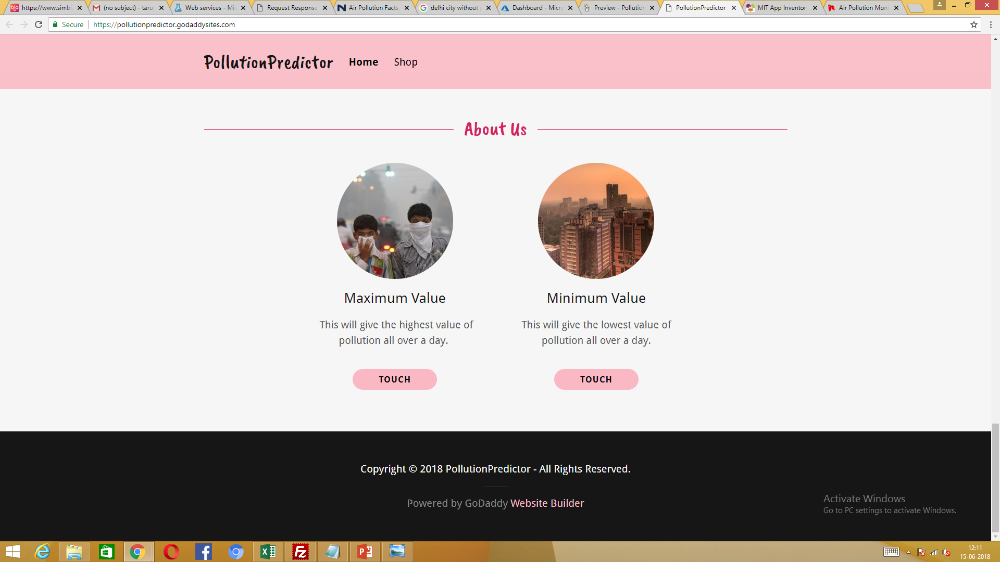 https://www.simbl
(no subject) - taru
Web services - Mic
Request Response
Air Pollution Facts,
delhi city without
Dashboard - Micro
Preview - Pollution
PollutionPredictor
MIT App Inventor
Air Pollution Moni
Secure
https://pollutionpredictor.godaddysites.com
PollutionPredictor
Home
Shop
About Us
Maximum Value
Minimum Value
This will give the highest value of
pollution all over a day.
This will give the lowest value of
pollution all over a day.
TOUCH
TOUCH
Copyright © 2018 PollutionPredictor - All Rights Reserved.
Powered by GoDaddy Website Builder
Activate Windows
Go to PC settings to activate Windows.
12:11
15-06-2018